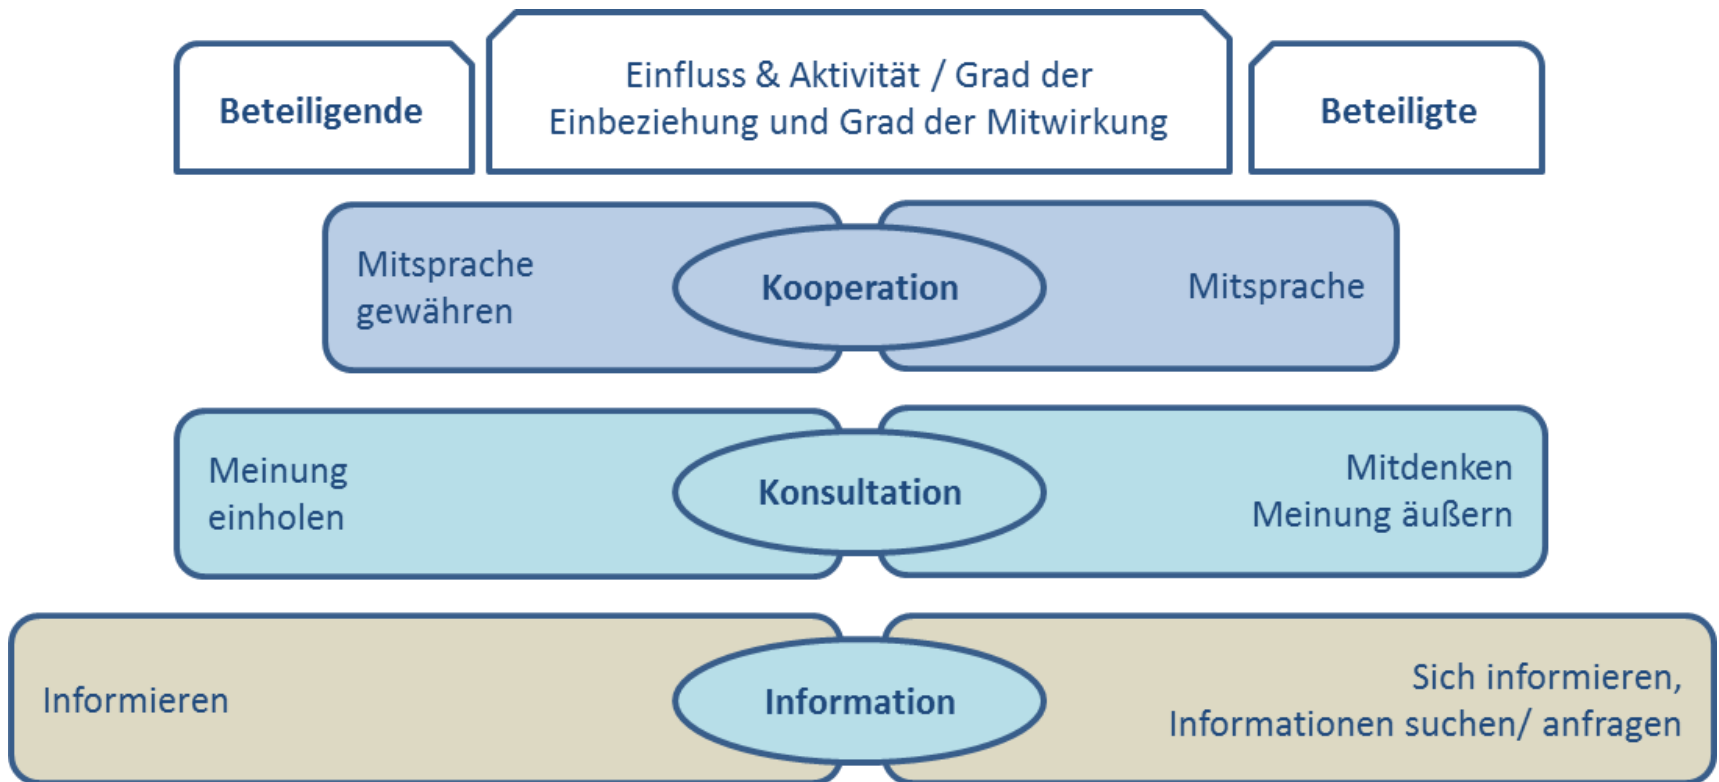 Beteiligende
Einfluss & Aktivität / Grad der
Einbeziehung und Grad der Mitwirkung
Beteiligte
Mitsprache
gewähren
Kooperation
Mitsprache
Meinung
einholen
Konsultation
Mitdenken
Meinung äußern
Informieren
Information
Sich informieren,
Informationen suchen/ anfragen